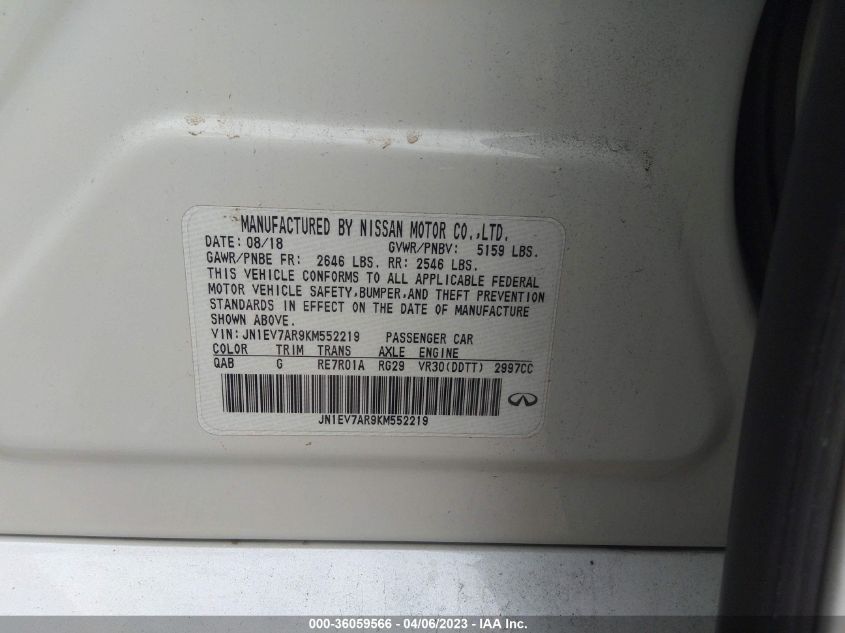 MANUFACTURED BY NISSAN MOTOR CO.,LTD.
DATE: 08/18 GVWR/PNBV: 5159 LBS.
GAWR/PNBE FR: 2646 LBS. RR: 2546 LBS.
THIS VEHICLE CONFORMS TO ALL APPLICABLE FEDERAL
MOTOR VEHICLE SAFETY,BUMPER,AND THEFT PREVENTION
STANDARDS IN EFFECT ON THE DATE OF MANUFACTURE
SHOWN ABOVE.
VIN: JN1EV7AR9KM552219 PASSENGER CAR
COLOR TRIM TRANS AXLE ENGINE
QAB G RE7R01A RG29 VR30(DDTT) 2997CC
JN1EV7AR9KM552219
000-36059566 - 04/06/2023 - IAA Inc.